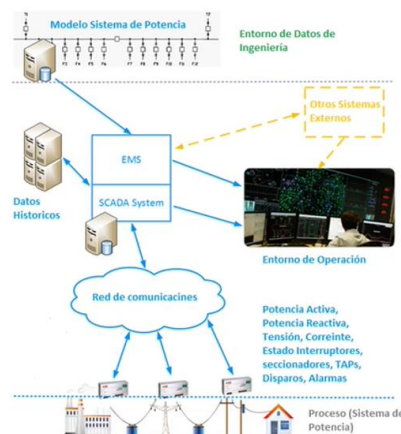 Modelo Sistema de Potencia
Entorno de Datos de
Ingeniería
Otros Sistemas
Externos
EMS
SCADA System
Datos
Historicos
Entorno de Operación
Red de comunicacines
Potencia Activa,
Potencia Reactiva,
Tensión, Correinte,
Estado Interruptores,
seccionadores, TAPs,
Disparos, Alarmas
Proceso (Sistema de
Potencia)